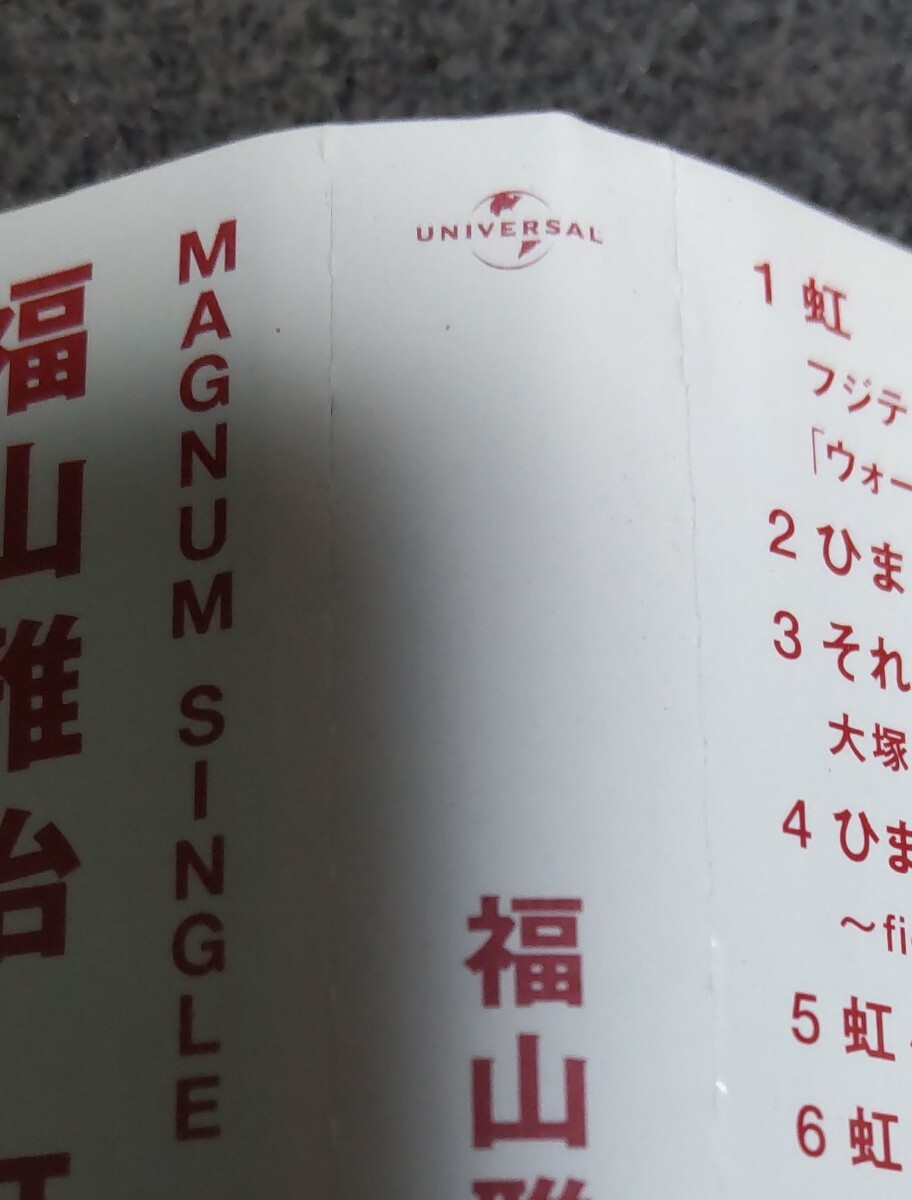 福山雅治
MAGNUM SINGLE
UNIVERSAL
福山
1 虹
フジテ
「ウォー
2 ひま
3 それ
大塚
4 ひま
～fi
5 虹
6 虹